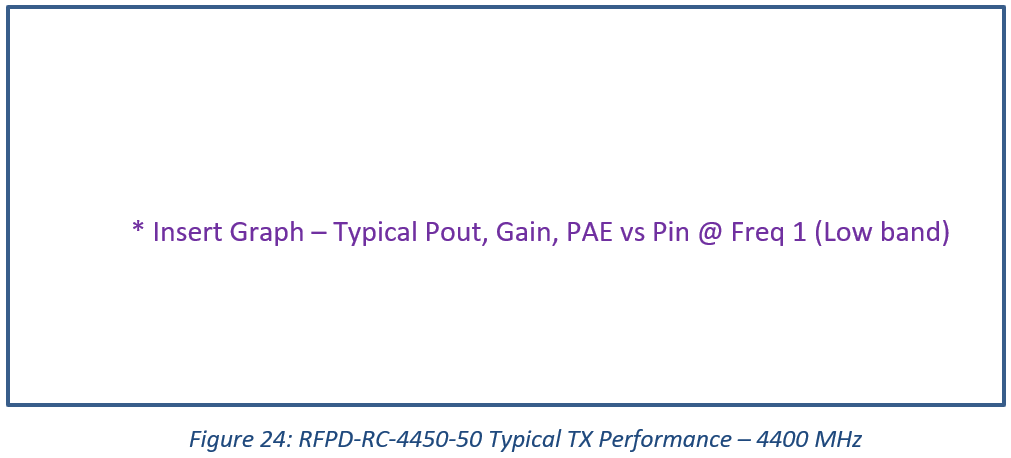 * Insert Graph – Typical Pout, Gain, PAE vs Pin @ Freq 1 (Low band)
Figure 24: RFPD-RC-4450-50 Typical TX Performance – 4400 MHz